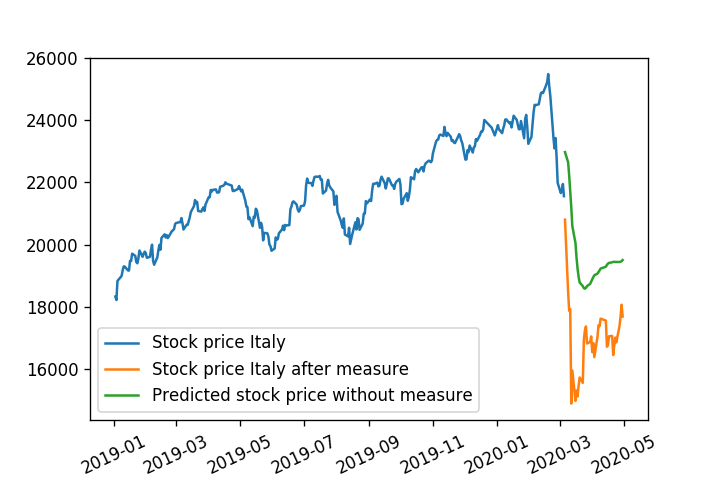 26000
24000
22000
20000
18000
16000
Stock price Italy
Stock price Italy after measure
Predicted stock price without measure
2019-01 2019-03 2019-05 2019-07 2019-09 2019-11 2020-01 2020-03 2020-05